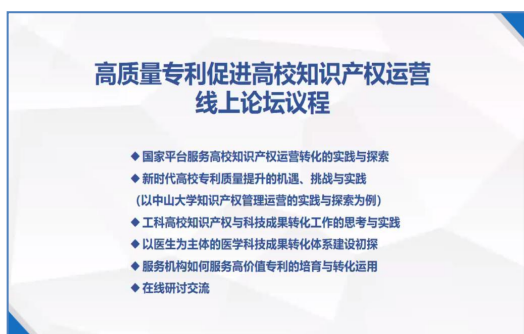 高质量专利促进高校知识产权运营
线上论坛议程
◆国家平台服务高校知识产权运营转化的实践与探索
◆新时代高校专利质量提升的机遇、挑战与实践
（以中山大学知识产权管理运营的实践与探索为例）
◆工科高校知识产权与科技成果转化工作的思考与实践
◆以医生为主体的医学科技成果转化体系建设初探
◆服务机构如何服务高价值专利的培育与转化运用
◆在线研讨交流